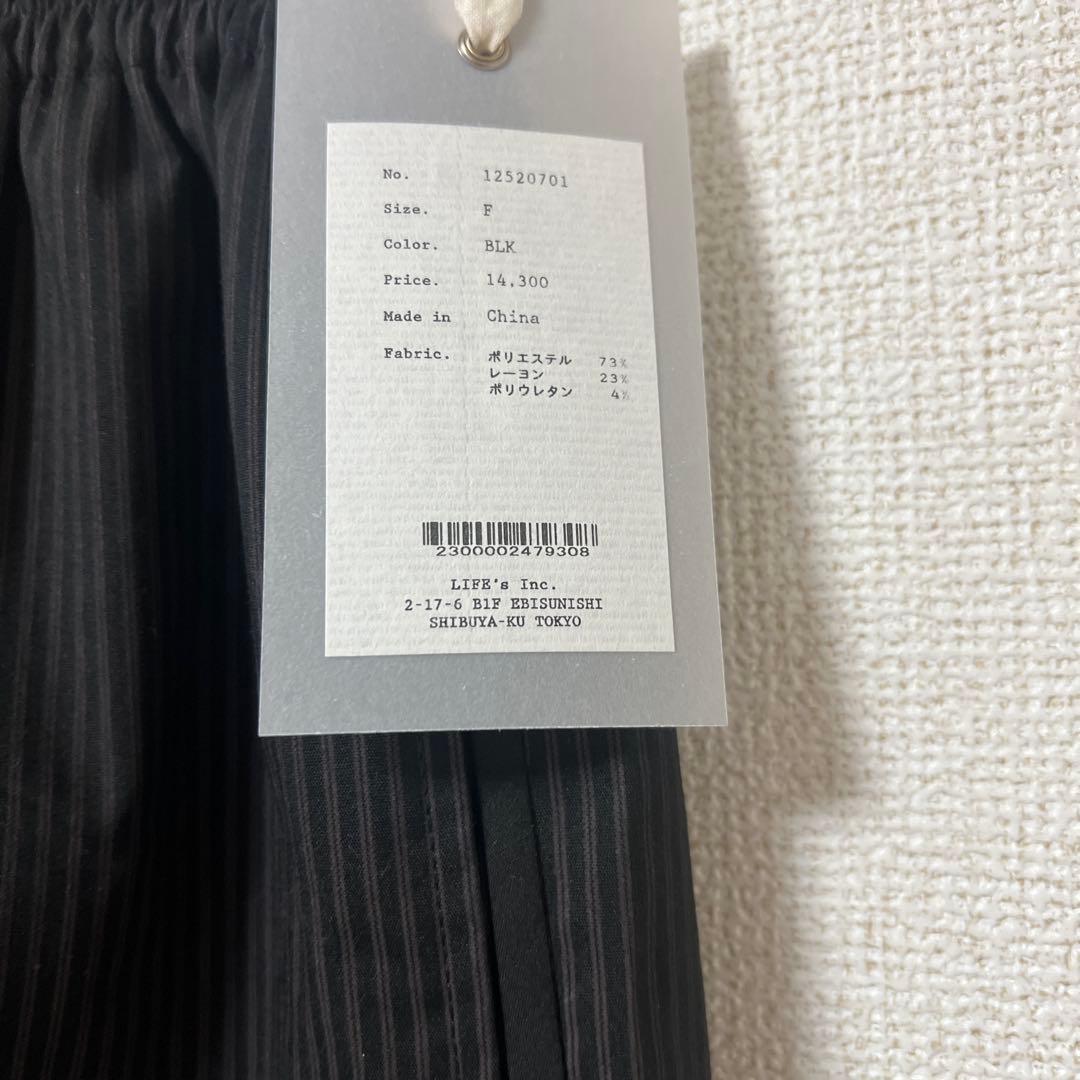 No. 12520701
Size. F
Color. BLK
Price. 14,300
Made in China
Fabric. ポリエステル 73%
レーヨン 23%
ポリウレタン 4%
2300002479308
LIFE's Inc.
2-17-6 B1F EBISUNISHI
SHIBUYA-KU TOKYO